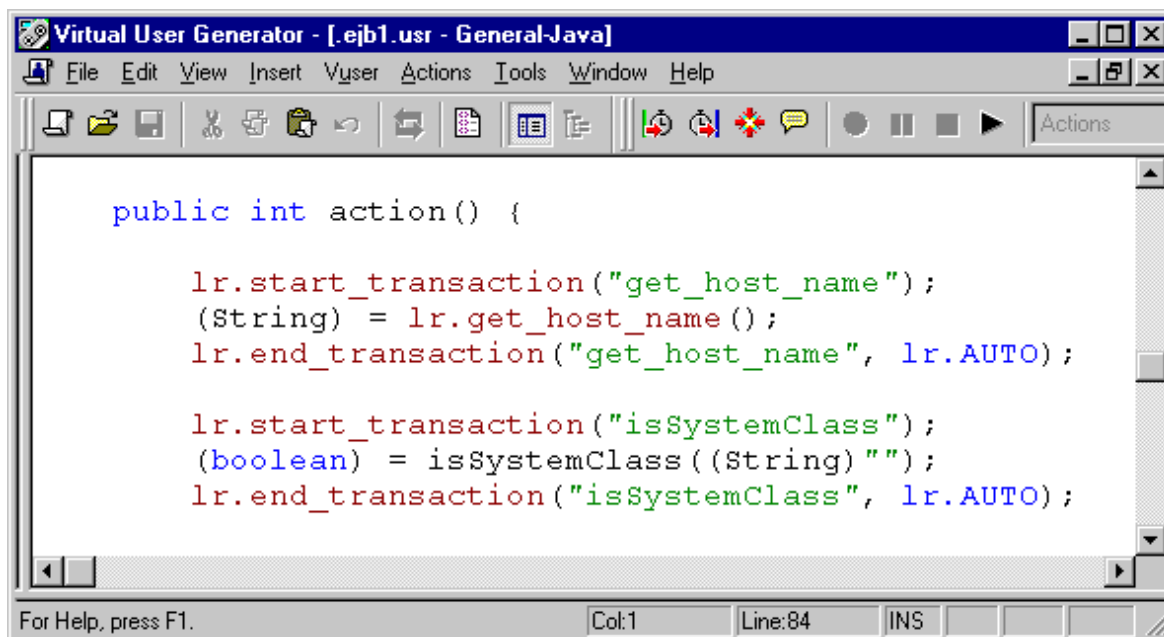 Virtual User Generator - [.ejb1.usr - General-Java]
File Edit View Insert Vuser Actions Tools Window Help
Actions
public int action() {
lr.start_transaction("get_host_name");
(String) = lr.get_host_name();
lr.end_transaction("get_host_name", lr.AUTO);
lr.start_transaction("isSystemClass");
(boolean) = isSystemClass((String)"");
lr.end_transaction("isSystemClass", lr.AUTO);
For Help, press F1. Col:1 Line:84 INS